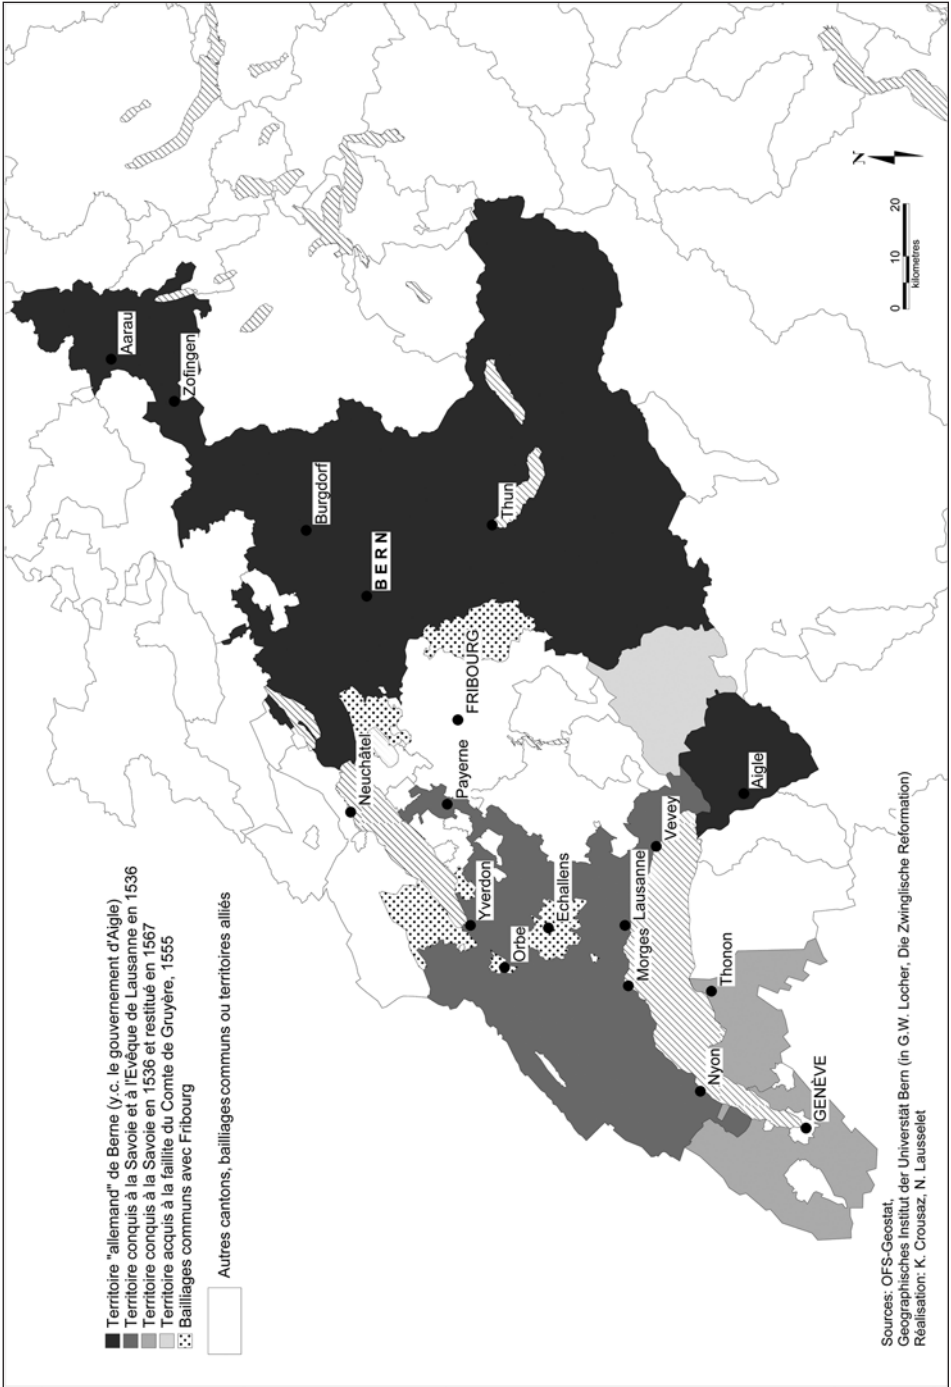 Territoire "allemand" de Berne (y.c. le gouvernement d'Aigle)
Territoire conquis à la Savoie et à l'Evêque de Lausanne en 1536
Territoire conquis à la Savoie en 1536 et restitué en 1567
Territoire acquis à la faillite du Comte de Gruyère, 1555
Bailliages communs avec Fribourg
Autres cantons, bailliages communs ou territoires alliés
Aarau
Zofingen
Burgdorf
BERN
Thun
Neuchâtel
FRIBOURG
Payerne
Yverdon
Orbe
Echallens
Morges
Lausanne
Vevey
Aigle
Nyon
Thonon
GENÈVE
N
0 10 20
kilometres
Sources: OFS-Geostat,
Geographisches Institut der Universtät Bern (in G.W. Locher, Die Zwinglische Reformation)
Réalisation: K. Crousaz, N. Lausselet